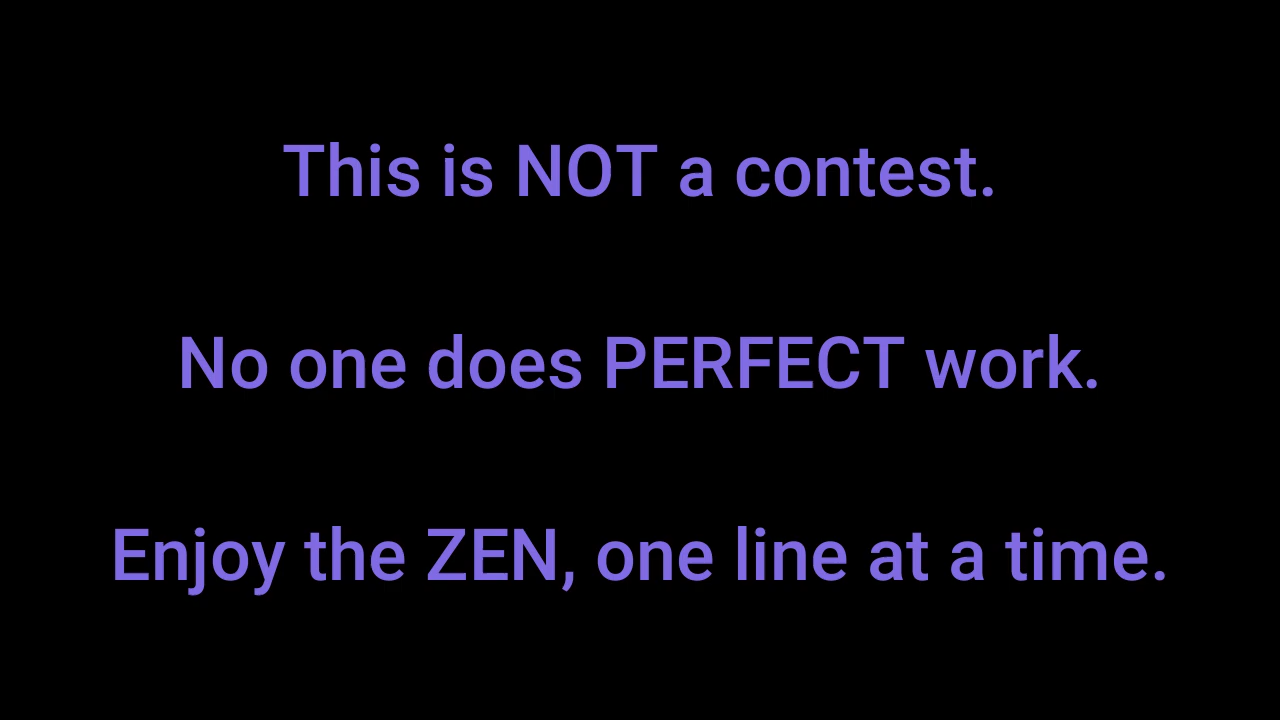 This is NOT a contest.
No one does PERFECT work.
Enjoy the ZEN, one line at a time.